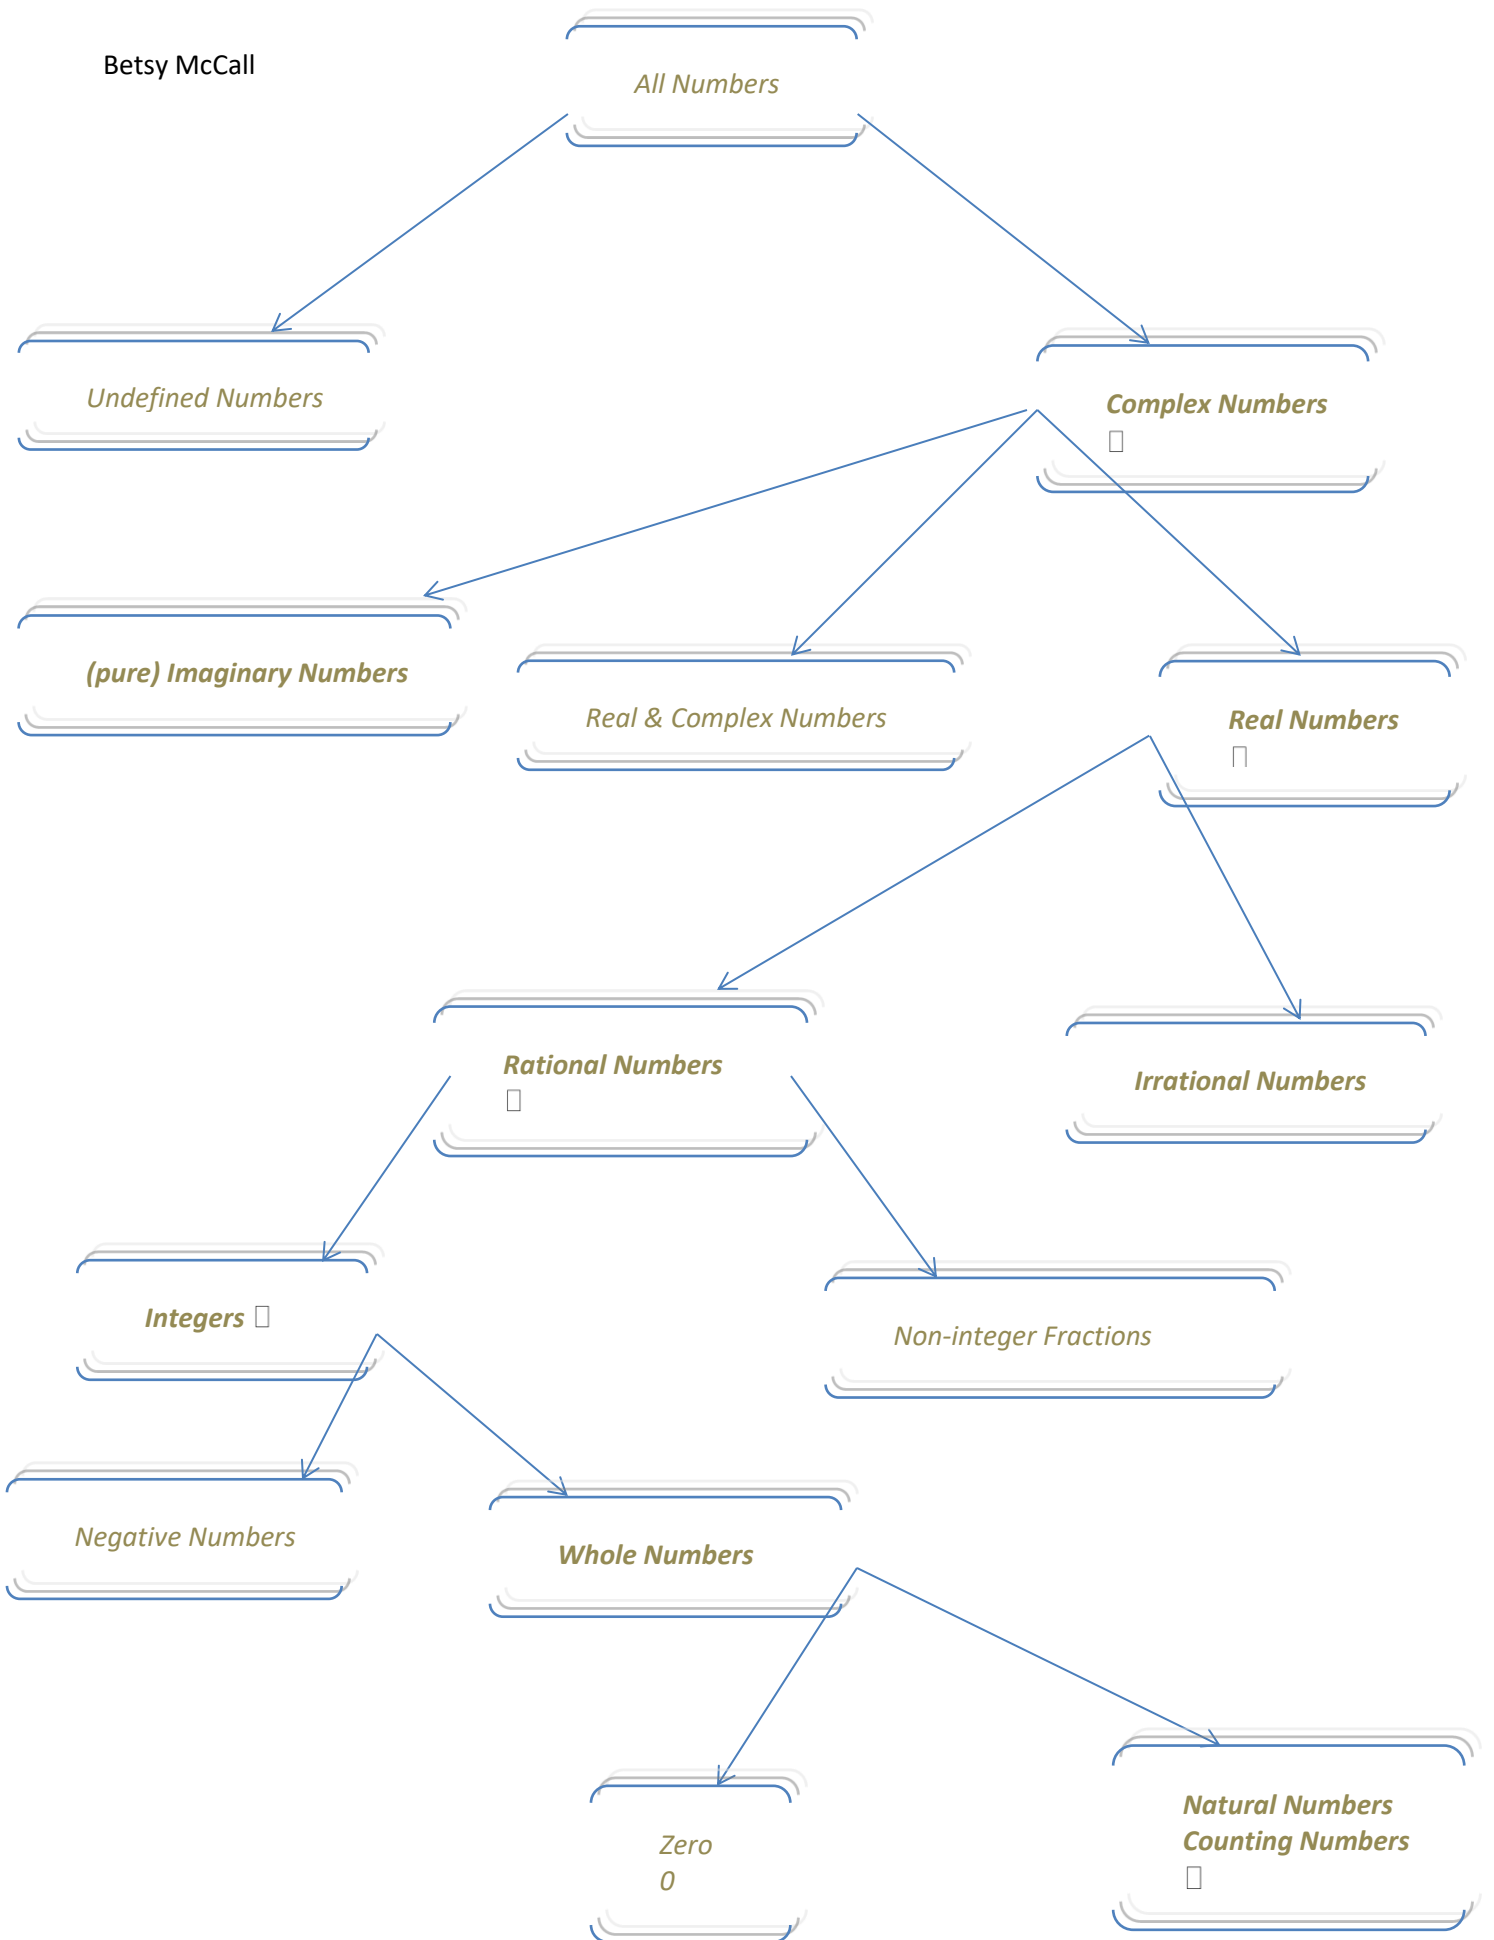 Betsy McCall
All Numbers
Undefined Numbers
Complex Numbers
(pure) Imaginary Numbers
Real & Complex Numbers
Real Numbers
Rational Numbers
Irrational Numbers
Integers
Non-integer Fractions
Negative Numbers
Whole Numbers
Zero
0
Natural Numbers
Counting Numbers